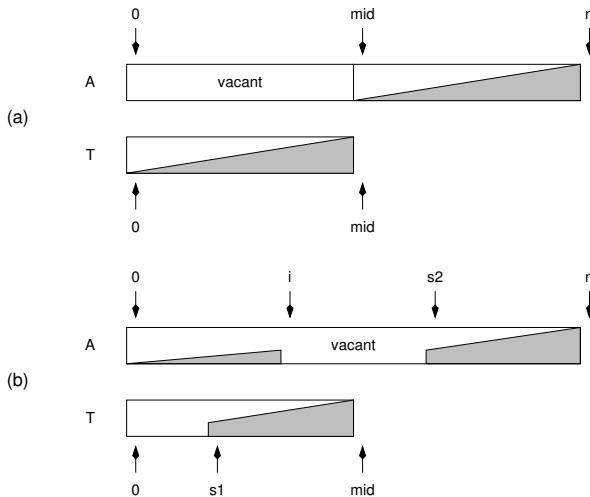 0 mid n
A vacant
(a)
T
0 mid
0 i s2 n
A vacant
(b)
T
0 s1 mid